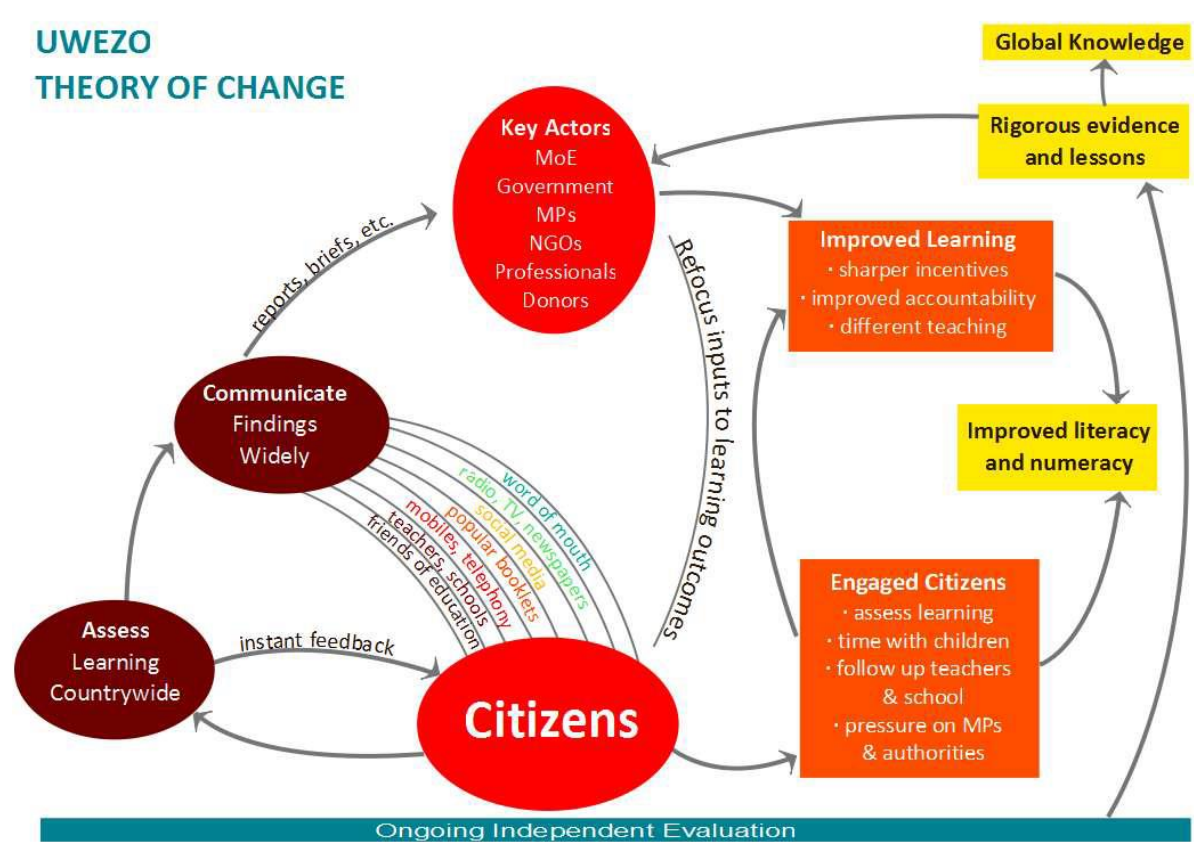 UWEZO
THEORY OF CHANGE
Global Knowledge
Rigorous evidence
and lessons
Key Actors
MoE
Government
MPs
NGOs
Professionals
Donors
reports, briefs, etc.
Refocus inputs to learning outcomes
Improved Learning
· sharper incentives
· improved accountability
· different teaching
Communicate
Findings
Widely
word of mouth
radio, TV, newspapers
social media
popular booklets
mobiles, telephony
teachers, schools
friends of education
Improved literacy
and numeracy
Assess
Learning
Countrywide
instant feedback
Citizens
Engaged Citizens
· assess learning
· time with children
· follow up teachers
& school
· pressure on MPs
& authorities
Ongoing Independent Evaluation